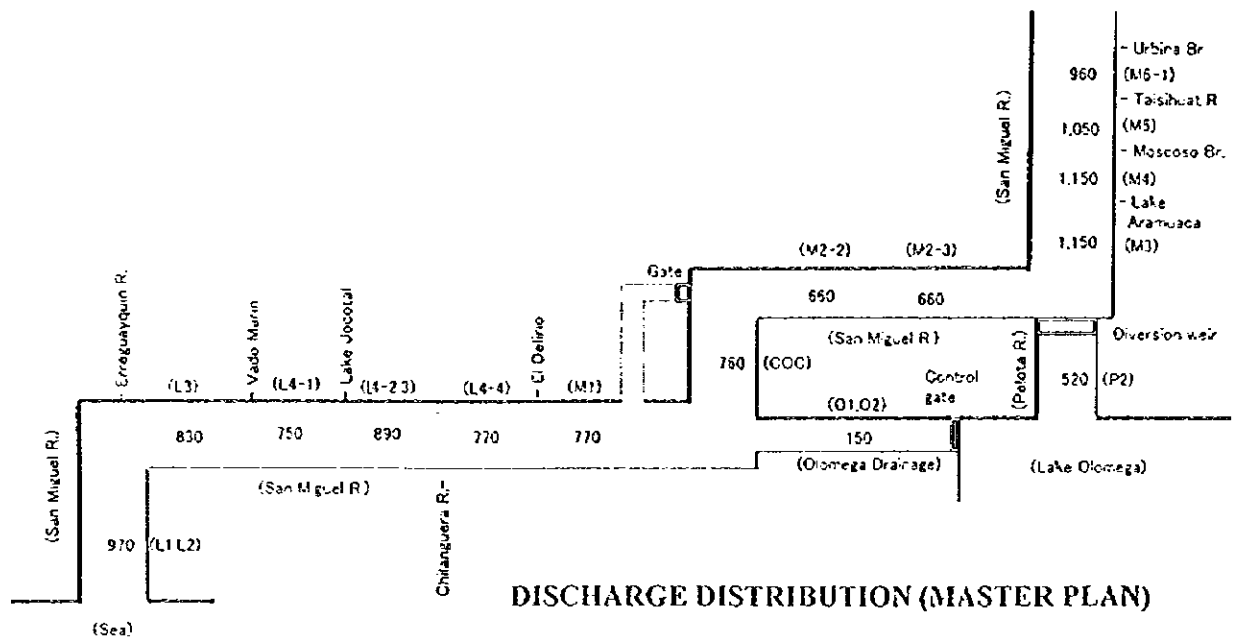 - Urbina Br
960 (M6-1)
- Taisihuat R
1,050 (M5)
- Moscoso Br.
1,150 (M4)
- Lake
Aramuaca
1,150 (M3)
(San Miguel R.)
(M2-2) (M2-3)
Gate
660 660
(San Miguel R)
Diversion weir
760 (COC)
Control
gate
(Pelota R.)
520 (P2)
(O1,O2)
150
(Olomega Drainage)
(Lake Olomega)
Erreguayquin R.
Vado Marin
Lake Jocotal
El Delirio
(L3) (L4-1) (L4-2 3) (L4-4) (M1)
830 750 890 770 770
(San Miguel R.)
(San Miguel R)
Chilanguera R.-
970 (L1 L2)
DISCHARGE DISTRIBUTION (MASTER PLAN)
(Sea)